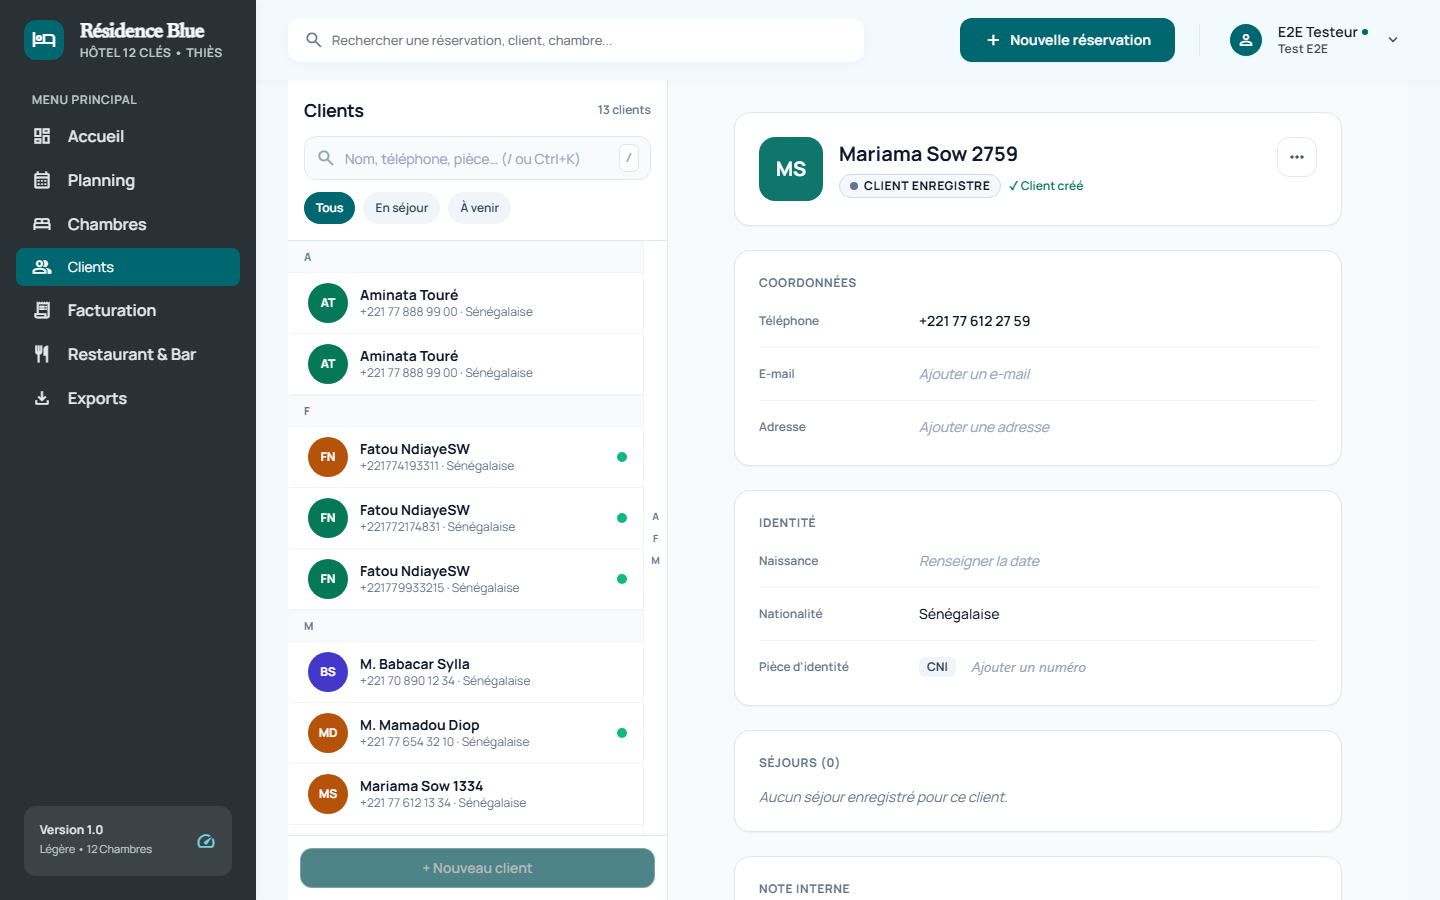 Résidence Blue
HÔTEL 12 CLÉS • THIÈS
MENU PRINCIPAL
Accueil
Planning
Chambres
Clients
Facturation
Restaurant & Bar
Exports
Version 1.0
Légère • 12 Chambres
Rechercher une réservation, client, chambre...
+ Nouvelle réservation
E2E Testeur
Test E2E
Clients
13 clients
Nom, téléphone, pièce... (/ ou Ctrl+K)
/
Tous
En séjour
À venir
A
AT
Aminata Touré
+221 77 888 99 00 · Sénégalaise
AT
Aminata Touré
+221 77 888 99 00 · Sénégalaise
F
FN
Fatou NdiayeSW
+221774193311 · Sénégalaise
FN
Fatou NdiayeSW
+221772174831 · Sénégalaise
FN
Fatou NdiayeSW
+221779933215 · Sénégalaise
M
BS
M. Babacar Sylla
+221 70 890 12 34 · Sénégalaise
MD
M. Mamadou Diop
+221 77 654 32 10 · Sénégalaise
MS
Mariama Sow 1334
+221 77 612 13 34 · Sénégalaise
A
F
M
+ Nouveau client
MS
Mariama Sow 2759
CLIENT ENREGISTRÉ
✓ Client créé
COORDONNÉES
Téléphone
+221 77 612 27 59
E-mail
Ajouter un e-mail
Adresse
Ajouter une adresse
IDENTITÉ
Naissance
Renseigner la date
Nationalité
Sénégalaise
Pièce d'identité
CNI
Ajouter un numéro
SÉJOURS (0)
Aucun séjour enregistré pour ce client.
NOTE INTERNE